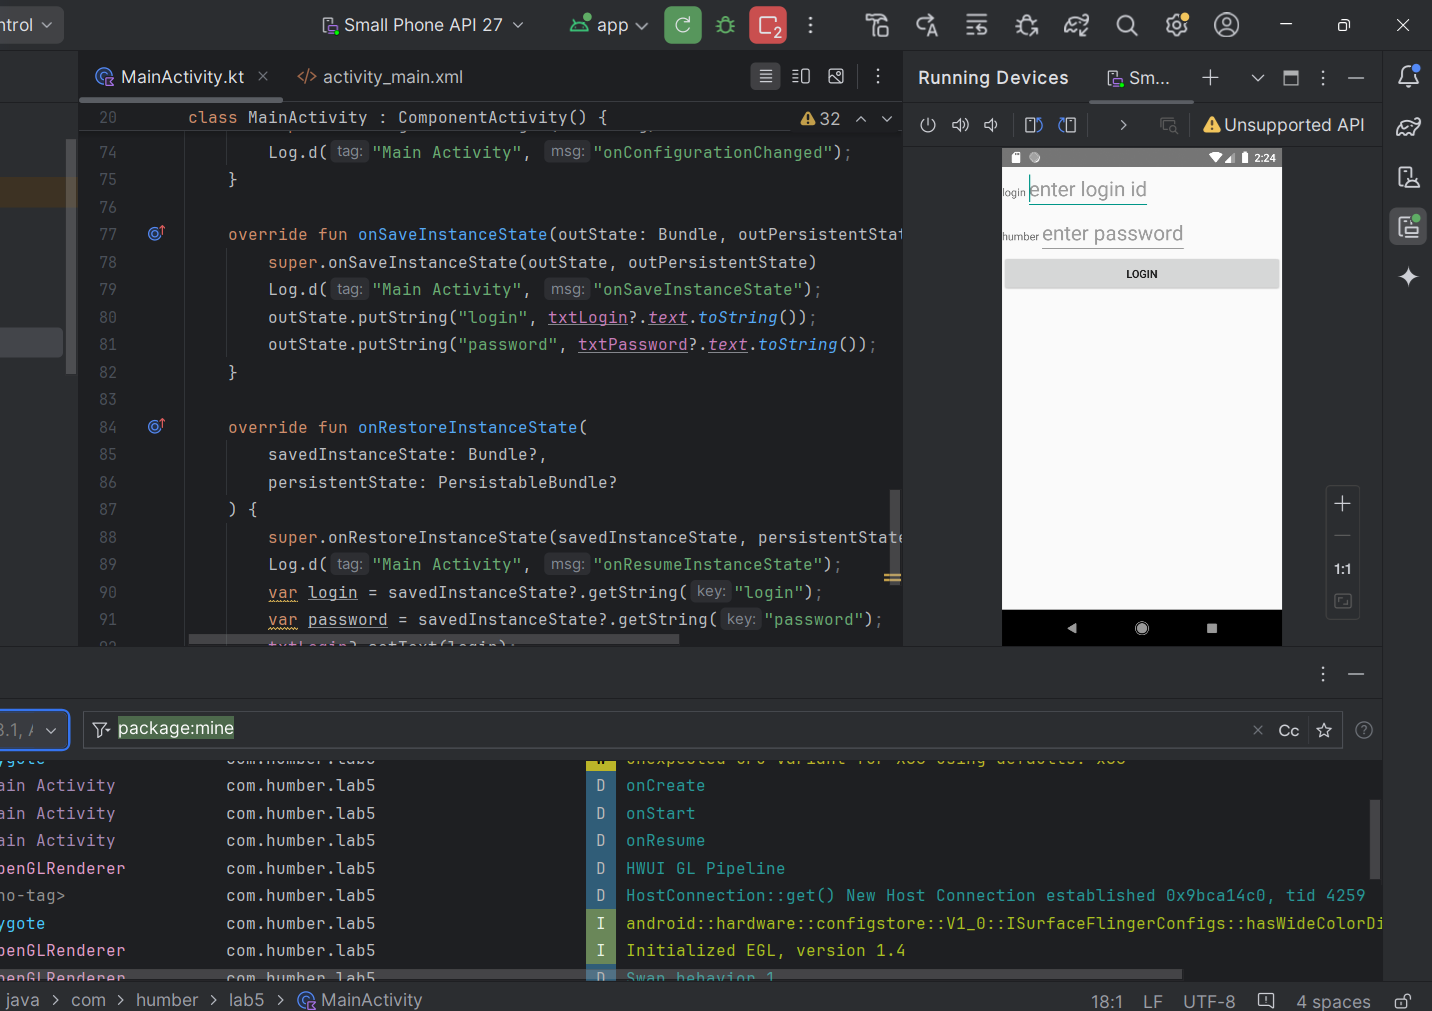 ntrol
Small Phone API 27
app
2
MainActivity.kt
activity_main.xml
Running Devices
Sm...
20 class MainActivity : ComponentActivity() {
32
Unsupported API
74 Log.d( tag: "Main Activity", msg: "onConfigurationChanged");
75 }
76
77 override fun onSaveInstanceState(outState: Bundle, outPersistentStat
78 super.onSaveInstanceState(outState, outPersistentState)
79 Log.d( tag: "Main Activity", msg: "onSaveInstanceState");
80 outState.putString("login", txtLogin?.text.toString());
81 outState.putString("password", txtPassword?.text.toString());
82 }
83
84 override fun onRestoreInstanceState(
85 savedInstanceState: Bundle?,
86 persistentState: PersistableBundle?
87 ) {
88 super.onRestoreInstanceState(savedInstanceState, persistentState
89 Log.d( tag: "Main Activity", msg: "onResumeInstanceState");
90 var login = savedInstanceState?.getString( key: "login");
91 var password = savedInstanceState?.getString( key: "password");
2:24
login enter login id
humber enter password
LOGIN
1:1
package:mine
Cc
ygote com.humber.lab5
ain Activity com.humber.lab5 D onCreate
ain Activity com.humber.lab5 D onStart
ain Activity com.humber.lab5 D onResume
penGLRenderer com.humber.lab5 D HWUI GL Pipeline
no-tag> com.humber.lab5 D HostConnection::get() New Host Connection established 0x9bca14c0, tid 4259
ygote com.humber.lab5 I android::hardware::configstore::V1_0::ISurfaceFlingerConfigs::hasWideColorDi
penGLRenderer com.humber.lab5 I Initialized EGL, version 1.4
penGLRenderer com.humber.lab5 D Swap behavior 1
java > com > humber > lab5 > MainActivity
18:1 LF UTF-8 4 spaces